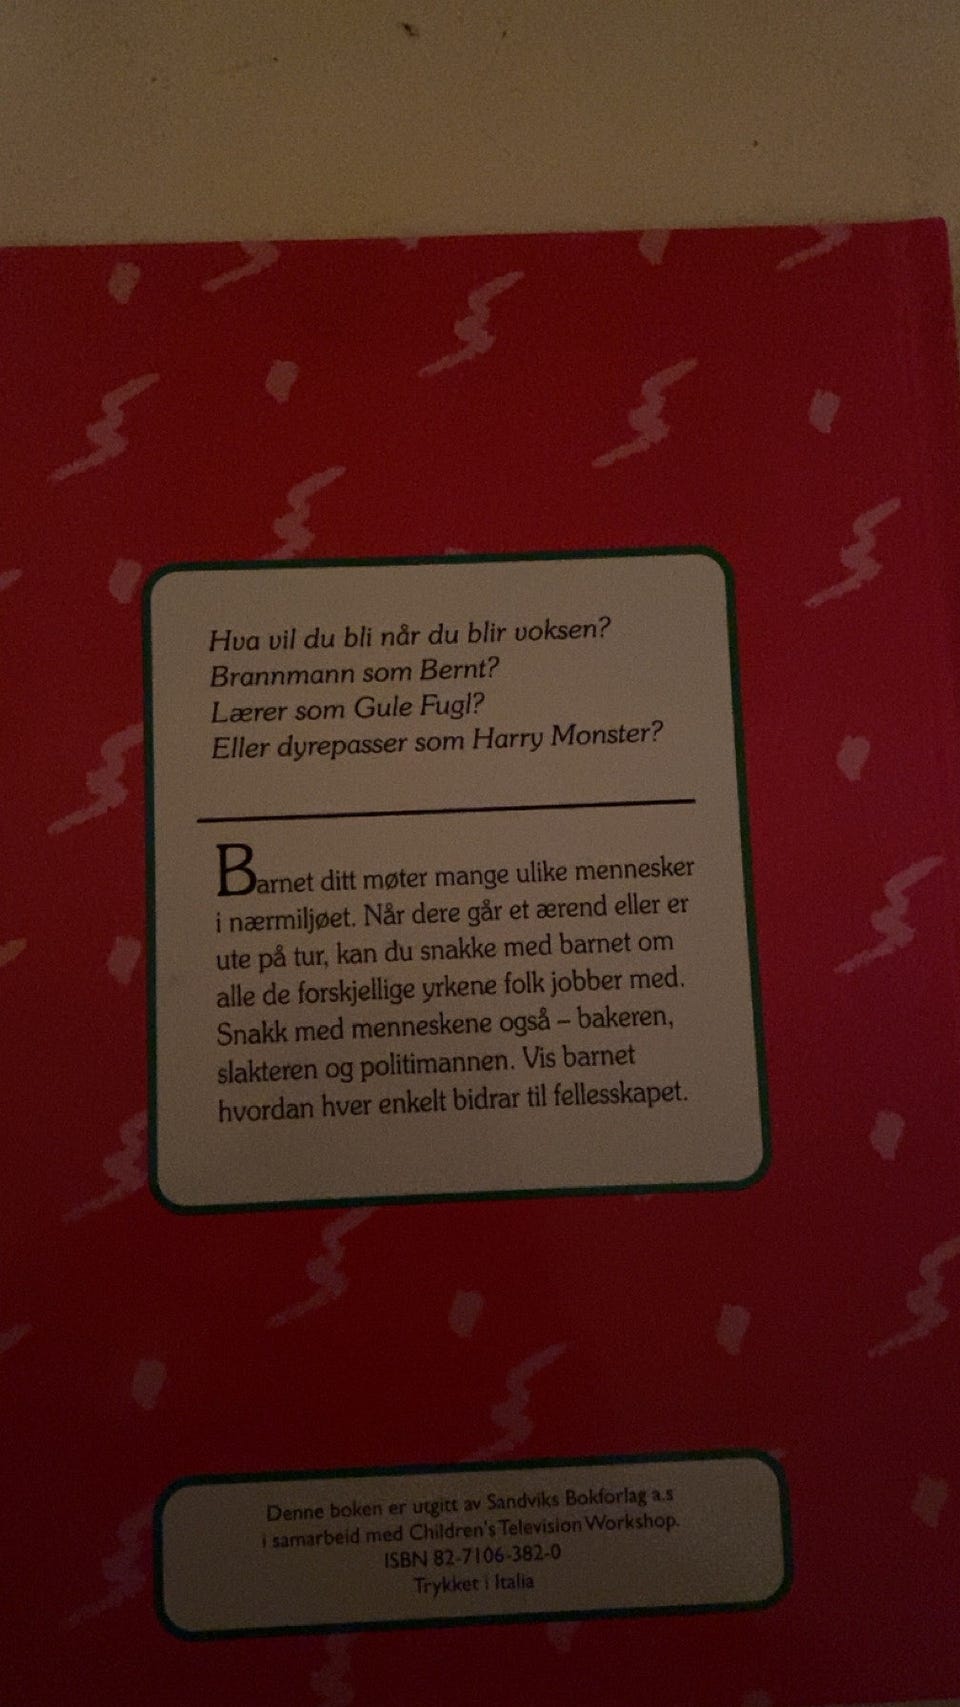 Hva vil du bli når du blir voksen?
Brannmann som Bernt?
Lærer som Gule Fugl?
Eller dyrepasser som Harry Monster?
Barnet ditt møter mange ulike mennesker
i nærmiljøet. Når dere går et ærend eller er
ute på tur, kan du snakke med barnet om
alle de forskjellige yrkene folk jobber med.
Snakk med menneskene også – bakeren,
slakteren og politimannen. Vis barnet
hvordan hver enkelt bidrar til fellesskapet.
Denne boken er utgitt av Sandviks Bokforlag a.s
i samarbeid med Children's Television Workshop.
ISBN 82-7106-382-0
Trykket i Italia